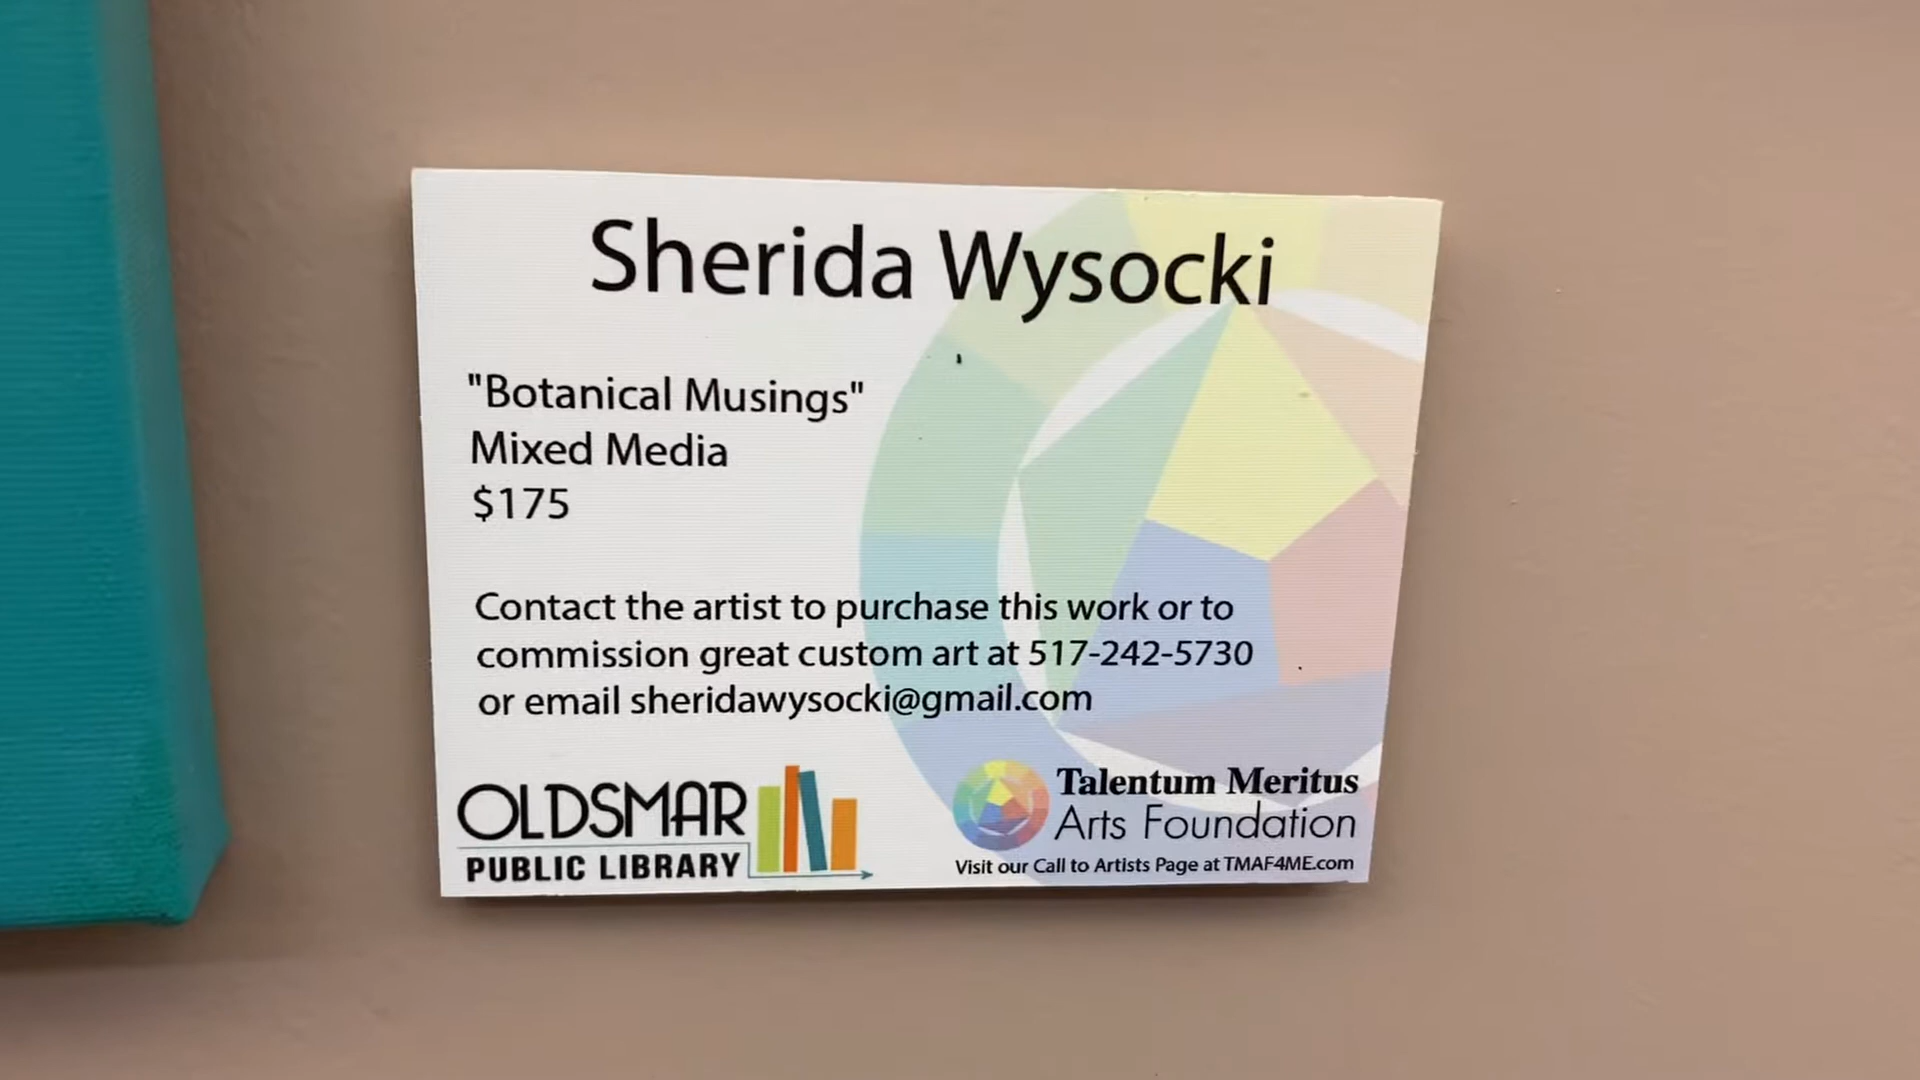 Sherida Wysocki
"Botanical Musings"
Mixed Media
$175
Contact the artist to purchase this work or to
commission great custom art at 517-242-5730
or email sheridawysocki@gmail.com
OLDSMAR
PUBLIC LIBRARY
Talentum Meritus
Arts Foundation
Visit our Call to Artists Page at TMAF4ME.com